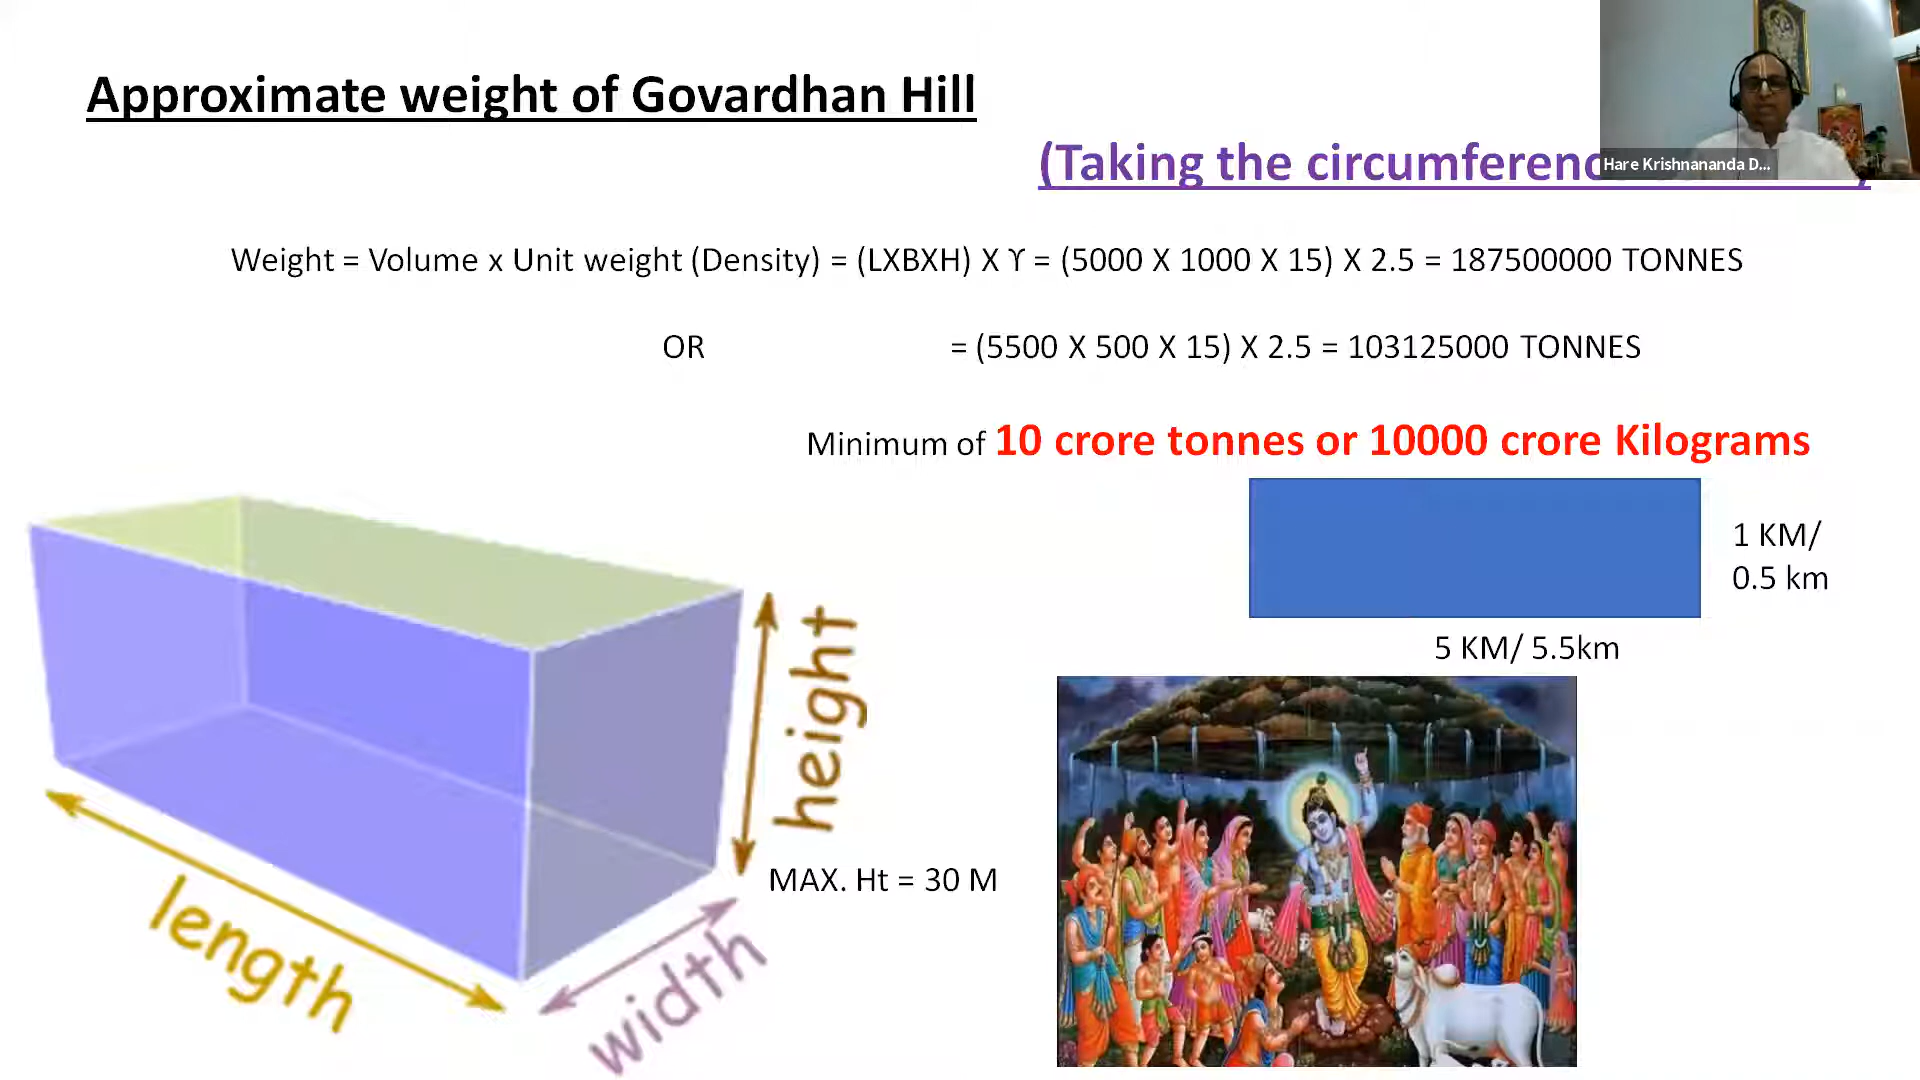 Approximate weight of Govardhan Hill
(Taking the circumferenc
Hare Krishnananda D...
Weight = Volume x Unit weight (Density) = (LXBXH) X ϒ = (5000 X 1000 X 15) X 2.5 = 187500000 TONNES
OR = (5500 X 500 X 15) X 2.5 = 103125000 TONNES
Minimum of 10 crore tonnes or 10000 crore Kilograms
1 KM/
0.5 km
5 KM/ 5.5km
height
MAX. Ht = 30 M
length
width